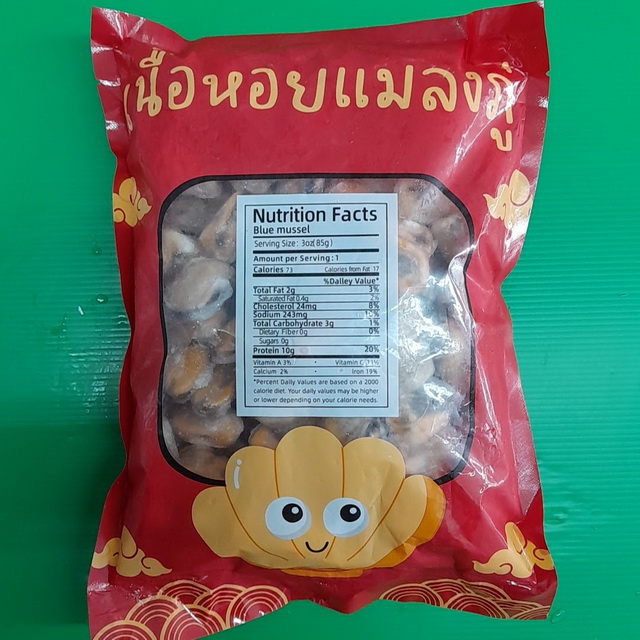 เนื้อหอยแมลงภู่
Nutrition Facts
Blue mussel
Serving Size: 3oz(85g)
Amount per Serving:1
Calories 73 Calories from Fat 17
%Dalley Value*
Total Fat 2g 3%
Saturated Fat 0.4g 2%
Cholesterol 24mg 8%
Sodium 243mg 10%
Total Carbohydrate 3g 1%
Dietary Fiber 0g 0%
Sugars 0g
Protein 10g 20%
Vitamin A 3% • Vitamin C 11%
Calcium 2% • Iron 19%
*Percent Daily Values are based on a 2000
calorie diet. Your daily values may be higher
or lower depending on your calorie needs.